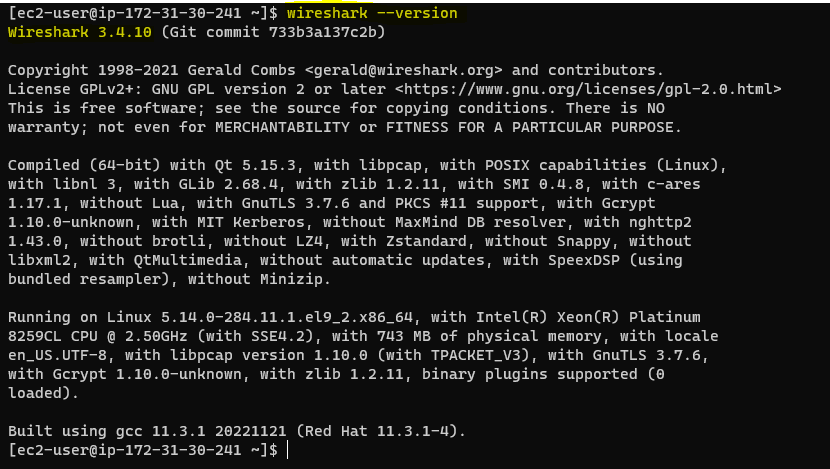 [ec2-user@ip-172-31-30-241 ~]$ wireshark --version
Wireshark 3.4.10 (Git commit 733b3a137c2b)
Copyright 1998-2021 Gerald Combs <gerald@wireshark.org> and contributors.
License GPLv2+: GNU GPL version 2 or later <https://www.gnu.org/licenses/gpl-2.0.html>
This is free software; see the source for copying conditions. There is NO
warranty; not even for MERCHANTABILITY or FITNESS FOR A PARTICULAR PURPOSE.
Compiled (64-bit) with Qt 5.15.3, with libpcap, with POSIX capabilities (Linux),
with libnl 3, with GLib 2.68.4, with zlib 1.2.11, with SMI 0.4.8, with c-ares
1.17.1, without Lua, with GnuTLS 3.7.6 and PKCS #11 support, with Gcrypt
1.10.0-unknown, with MIT Kerberos, without MaxMind DB resolver, with nghttp2
1.43.0, without brotli, without LZ4, with Zstandard, without Snappy, without
libxml2, with QtMultimedia, without automatic updates, with SpeexDSP (using
bundled resampler), without Minizip.
Running on Linux 5.14.0-284.11.1.el9_2.x86_64, with Intel(R) Xeon(R) Platinum
8259CL CPU @ 2.50GHz (with SSE4.2), with 743 MB of physical memory, with locale
en_US.UTF-8, with libpcap version 1.10.0 (with TPACKET_V3), with GnuTLS 3.7.6,
with Gcrypt 1.10.0-unknown, with zlib 1.2.11, binary plugins supported (0
loaded).
Built using gcc 11.3.1 20221121 (Red Hat 11.3.1-4).
[ec2-user@ip-172-31-30-241 ~]$